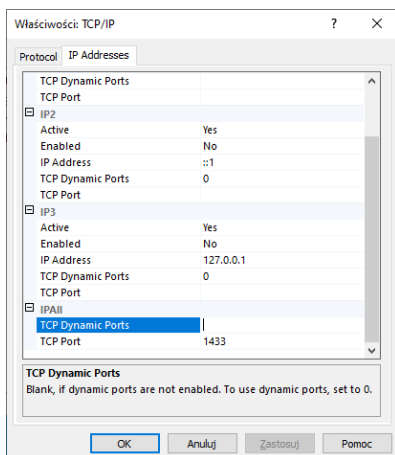 Właściwości: TCP/IP ? ×
Protocol IP Addresses
TCP Dynamic Ports
TCP Port
IP2
Active Yes
Enabled No
IP Address ::1
TCP Dynamic Ports 0
TCP Port
IP3
Active Yes
Enabled No
IP Address 127.0.0.1
TCP Dynamic Ports 0
TCP Port
IPAll
TCP Dynamic Ports
TCP Port 1433
TCP Dynamic Ports
Blank, if dynamic ports are not enabled. To use dynamic ports, set to 0.
OK Anuluj Zastosuj Pomoc